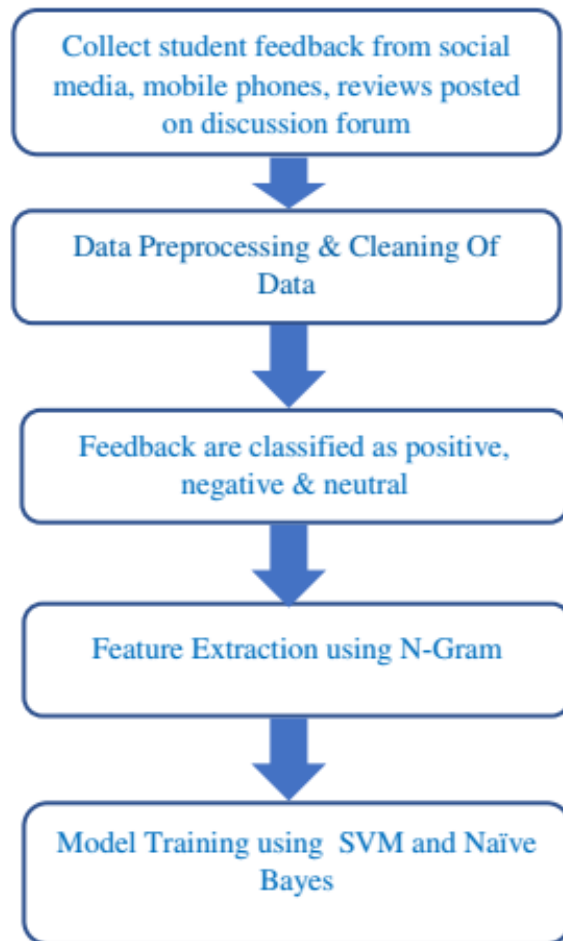 Collect student feedback from social
media, mobile phones, reviews posted
on discussion forum
Data Preprocessing & Cleaning Of
Data
Feedback are classified as positive,
negative & neutral
Feature Extraction using N-Gram
Model Training using  SVM and Naïve
Bayes